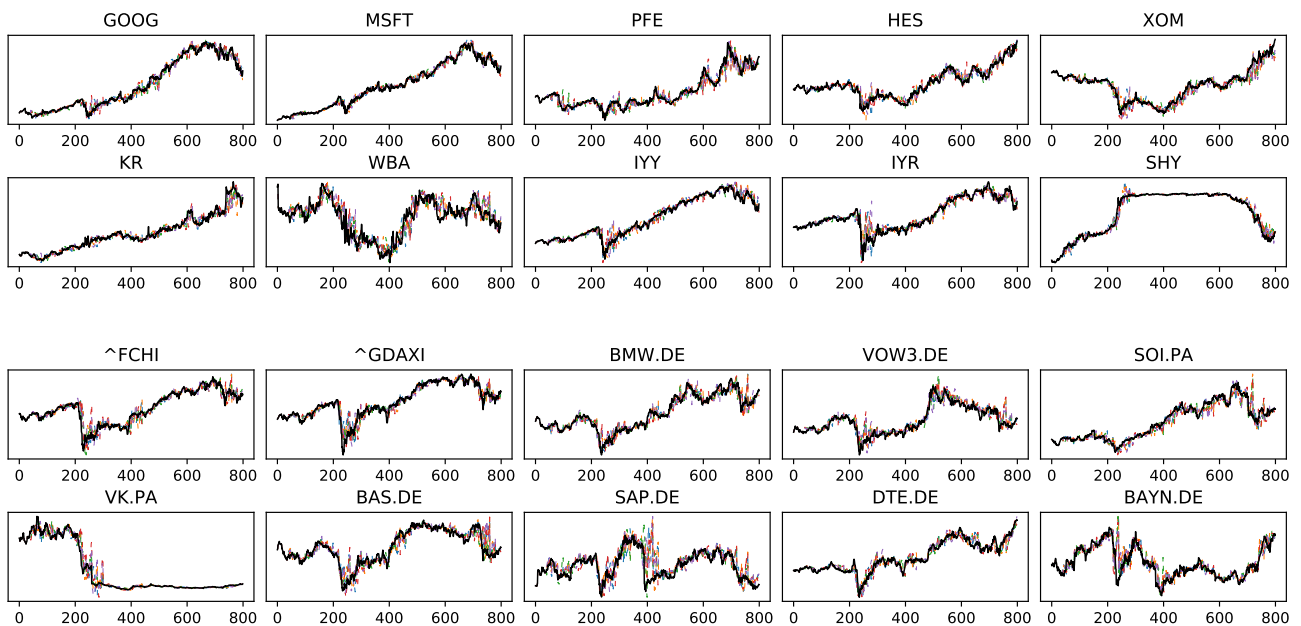 GOOG MSFT PFE HES XOM
0 200 400 600 800 0 200 400 600 800 0 200 400 600 800 0 200 400 600 800 0 200 400 600 800
KR WBA IYY IYR SHY
0 200 400 600 800 0 200 400 600 800 0 200 400 600 800 0 200 400 600 800 0 200 400 600 800
^FCHI ^GDAXI BMW.DE VOW3.DE SOI.PA
0 200 400 600 800 0 200 400 600 800 0 200 400 600 800 0 200 400 600 800 0 200 400 600 800
VK.PA BAS.DE SAP.DE DTE.DE BAYN.DE
0 200 400 600 800 0 200 400 600 800 0 200 400 600 800 0 200 400 600 800 0 200 400 600 800